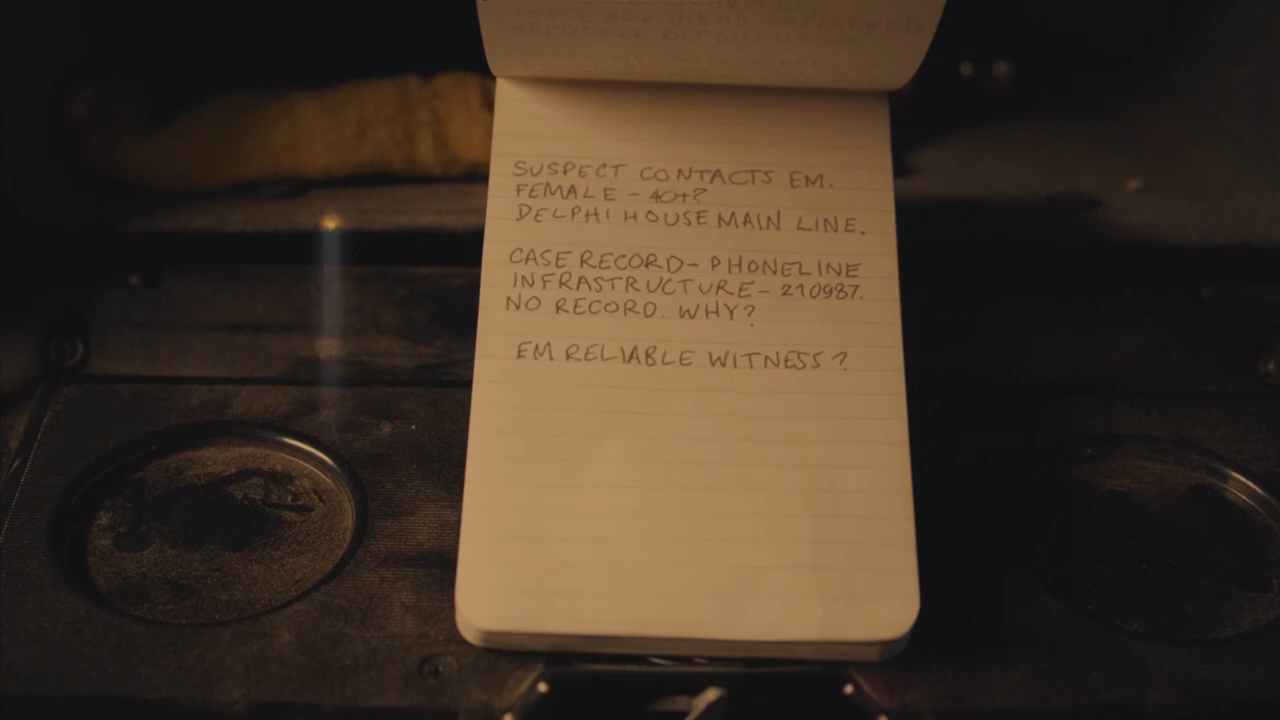 SUSPECT CONTACTS EM.
FEMALE - 40+?
DELPHI HOUSE MAIN LINE.
CASE RECORD- PHONELINE
INFRASTRUCTURE- 210987.
NO RECORD. WHY?
EM RELIABLE WITNESS?